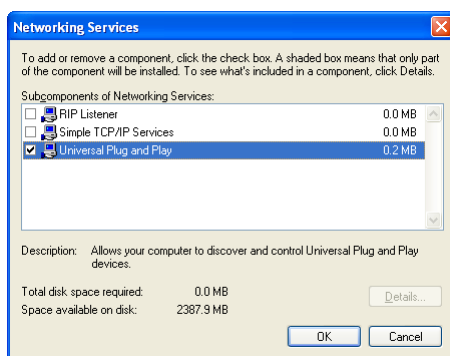 Networking Services
To add or remove a component, click the check box. A shaded box means that only part
of the component will be installed. To see what's included in a component, click Details.
Subcomponents of Networking Services:
RIP Listener 0.0 MB
Simple TCP/IP Services 0.0 MB
Universal Plug and Play 0.2 MB
Description: Allows your computer to discover and control Universal Plug and Play
devices.
Total disk space required: 0.0 MB
Details...
Space available on disk: 2387.9 MB
OK Cancel